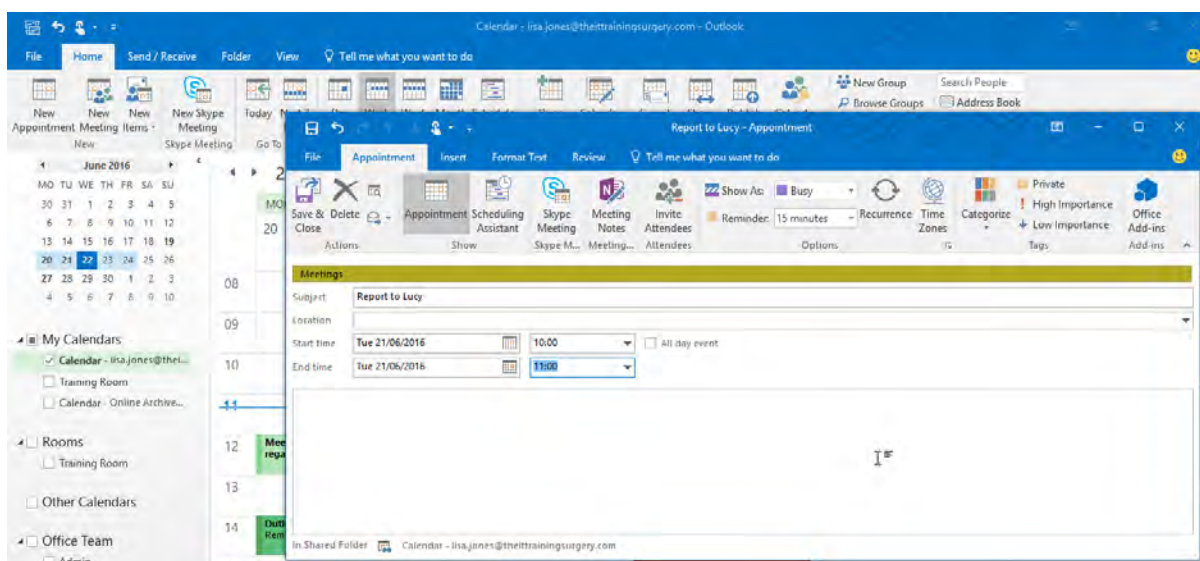 Calendar - lisa.jones@theittrainingsurgery.com - Outlook
File Home Send / Receive Folder View Tell me what you want to do
New Appointment
New Meeting
New Items
New Skype Meeting
Today
New Group
Search People
Browse Groups
Address Book
New
Skype Meeting
Go To
Report to Lucy - Appointment
File Appointment Insert Format Text Review Tell me what you want to do
Save & Close
Delete
Appointment
Scheduling Assistant
Skype Meeting
Meeting Notes
Invite Attendees
Show As: Busy
Reminder: 15 minutes
Recurrence
Time Zones
Categorize
Private
High Importance
Low Importance
Office Add-ins
Actions Show Skype M... Meeting... Attendees Options Tags Add-ins
Meetings
Subject Report to Lucy
Location
Start time Tue 21/06/2016 10:00 All day event
End time Tue 21/06/2016 11:00
In Shared Folder Calendar - lisa.jones@theittrainingsurgery.com
June 2016
MO TU WE TH FR SA SU
30 31 1 2 3 4 5
6 7 8 9 10 11 12
13 14 15 16 17 18 19
20 21 22 23 24 25 26
27 28 29 30 1 2 3
4 5 6 7 8 9 10
My Calendars
Calendar - lisa.jones@thei...
Training Room
Calendar - Online Archive...
Rooms
Training Room
Other Calendars
Office Team
MO
20
08
09
10
11
12
Mee
rega
13
14
Outl
Rem